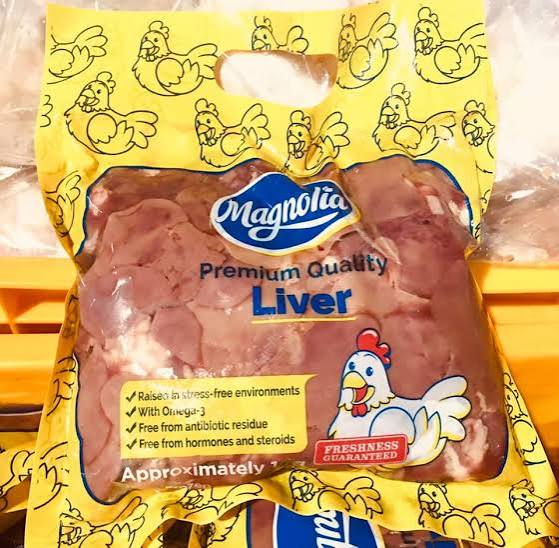 Magnolia
Premium Quality
Liver
✓ Raised in stress-free environments
✓ With Omega-3
✓ Free from antibiotic residue
✓ Free from hormones and steroids
FRESHNESS
GUARANTEED
Approximately